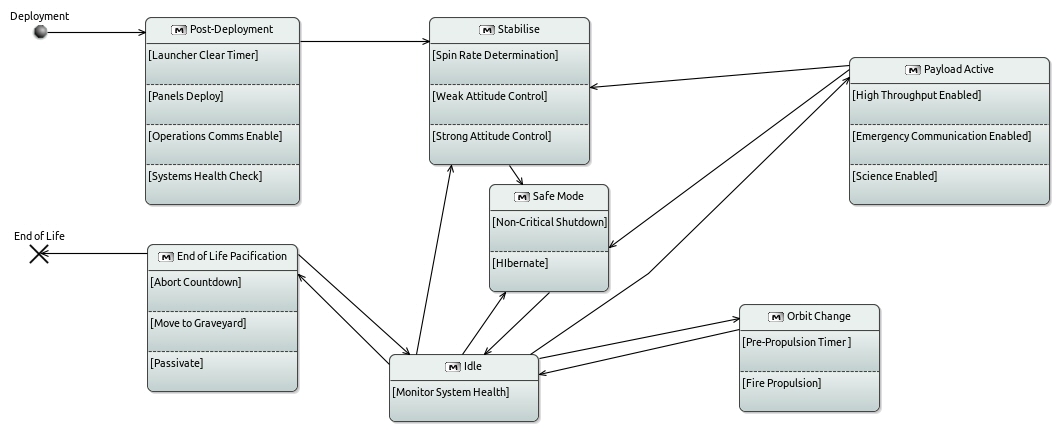 Deployment
Post-Deployment
[Launcher Clear Timer]
[Panels Deploy]
[Operations Comms Enable]
[Systems Health Check]
Stabilise
[Spin Rate Determination]
[Weak Attitude Control]
[Strong Attitude Control]
Payload Active
[High Throughput Enabled]
[Emergency Communication Enabled]
[Science Enabled]
Safe Mode
[Non-Critical Shutdown]
[HIbernate]
End of Life
End of Life Pacification
[Abort Countdown]
[Move to Graveyard]
[Passivate]
Idle
[Monitor System Health]
Orbit Change
[Pre-Propulsion Timer ]
[Fire Propulsion]